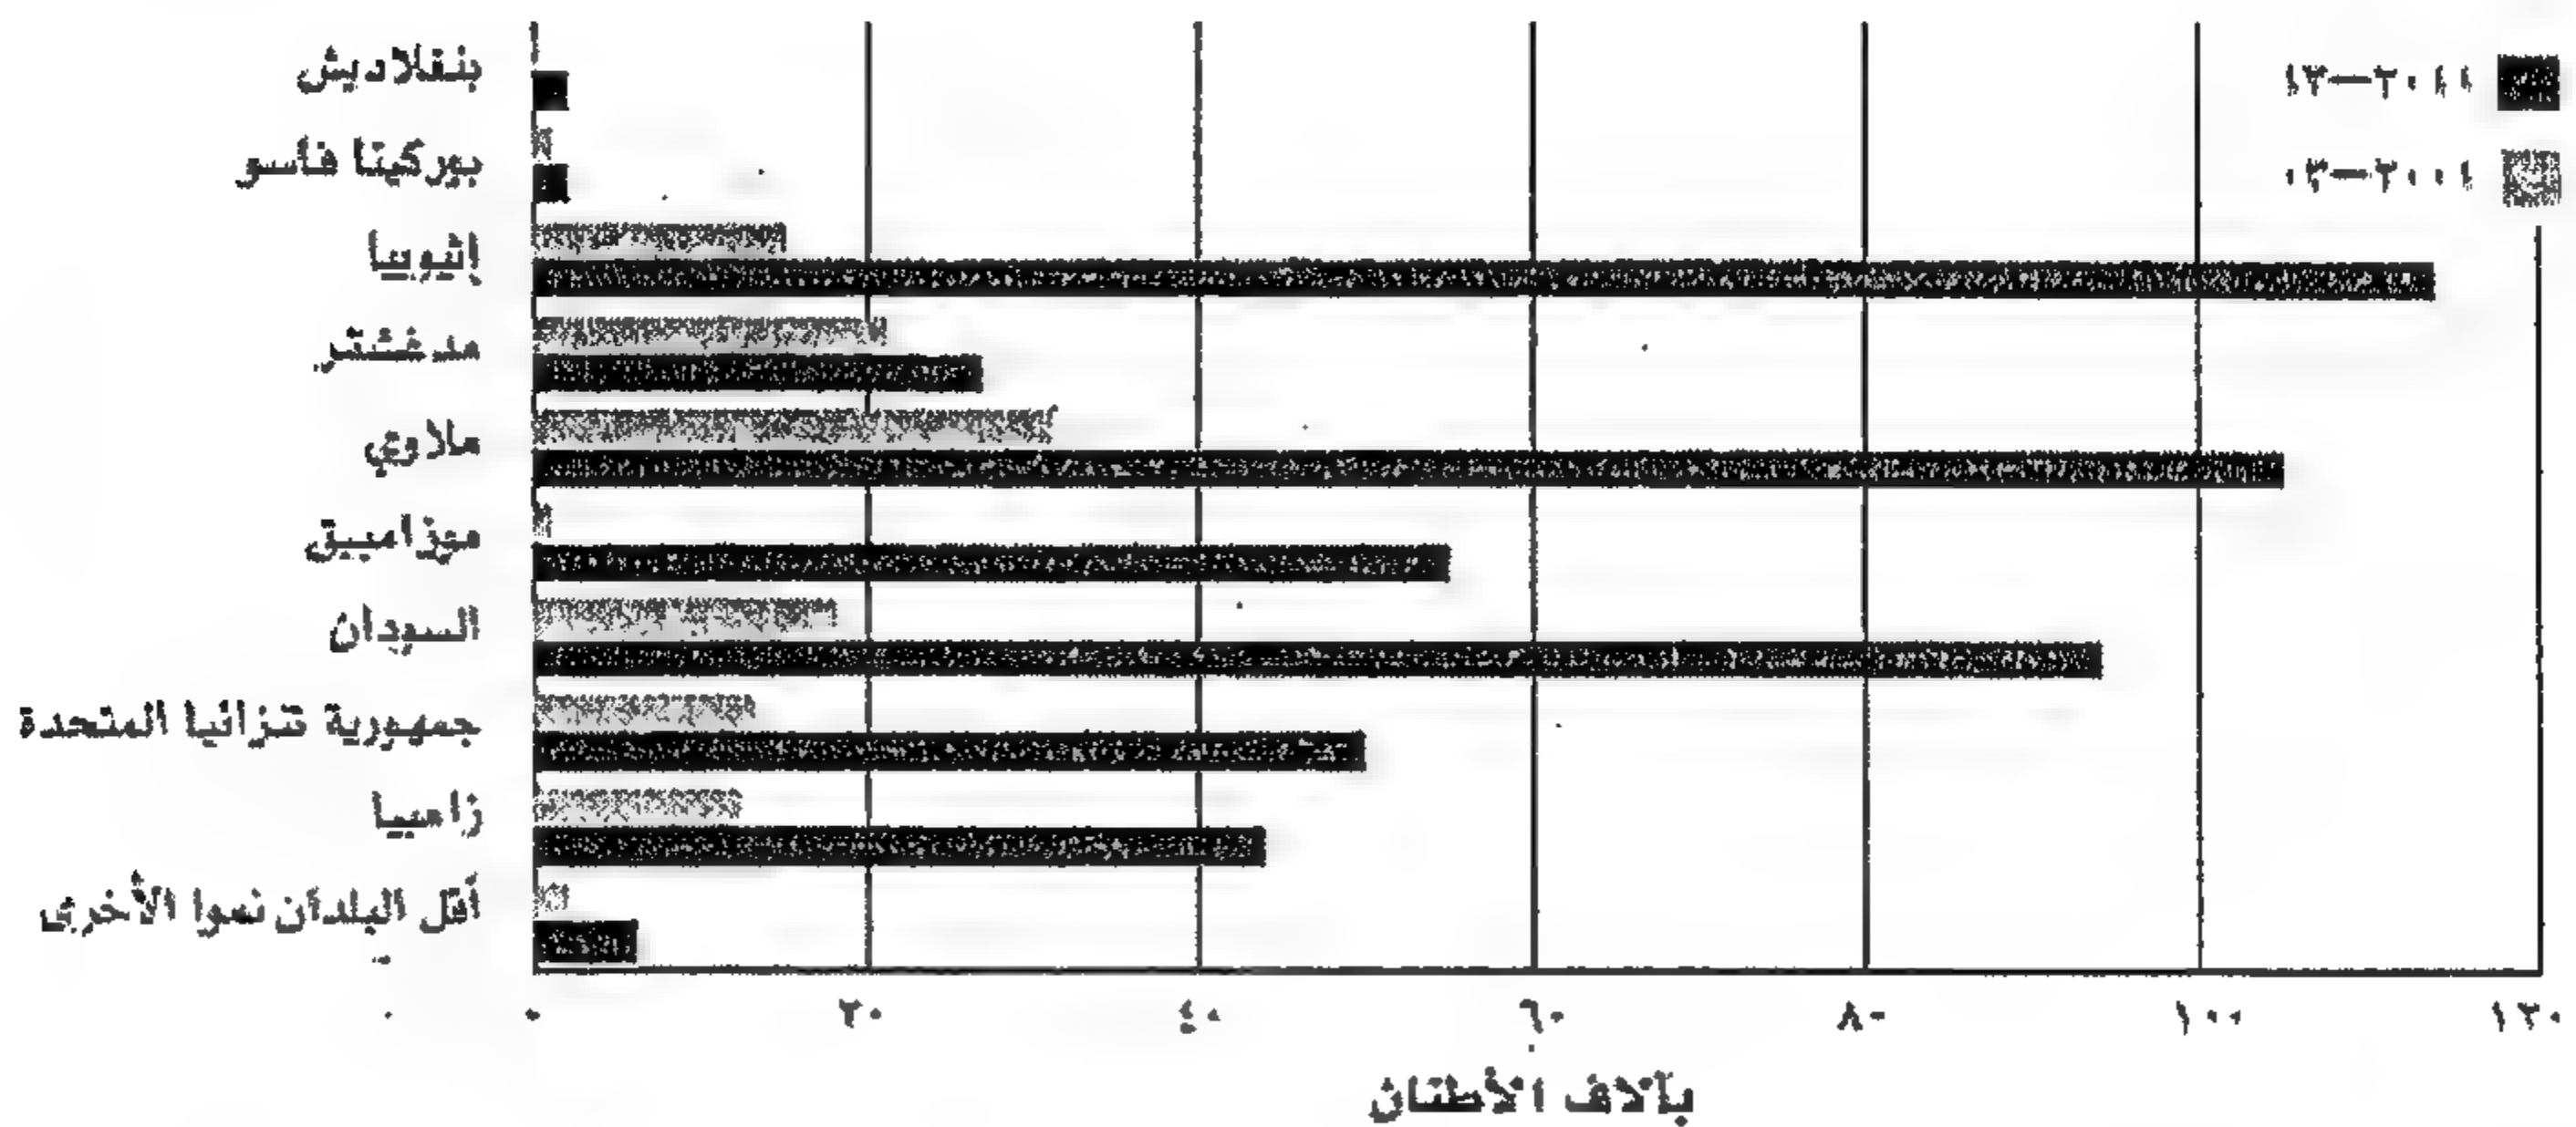 ٢٠١١–١٣
٢٠٠١–٠٣
بنغلاديش
بوركينا فاسو
إثيوبيا
مدغشقر
ملاوي
موزامبيق
السودان
جمهورية تنزانيا المتحدة
زامبيا
أقل البلدان نموا الأخرى
٠ ٢٠ ٤٠ ٦٠ ٨٠ ١٠٠ ١٢٠
بآلاف الأطنان